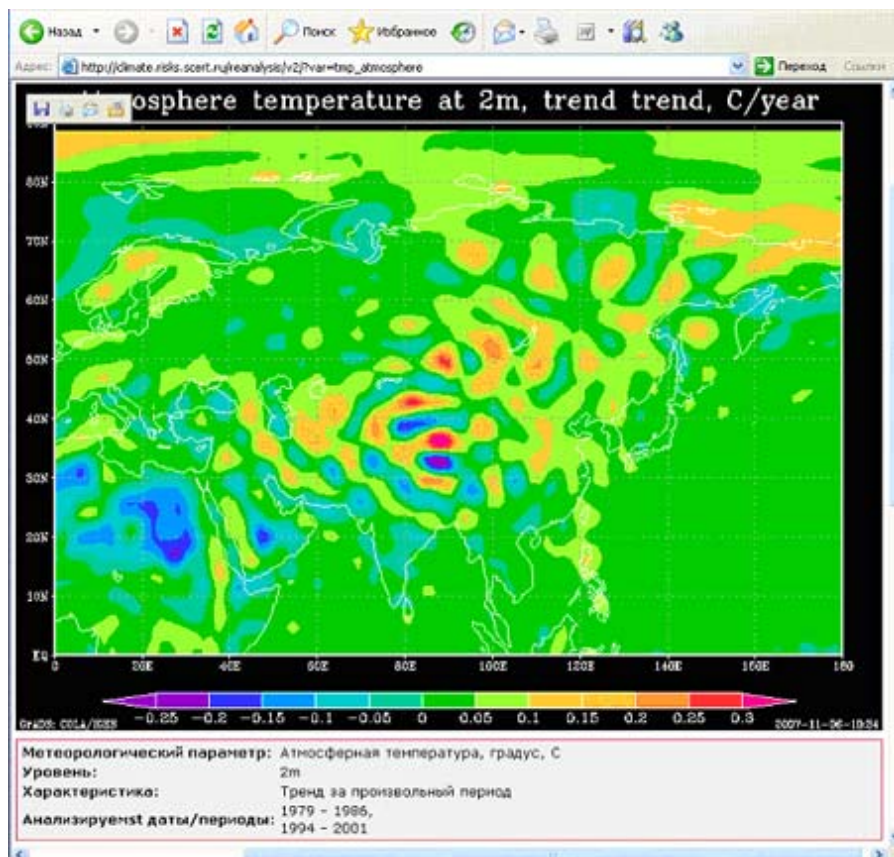 Назад Поиск Избранное
Адрес: http://climate.risks.scert.ru/reanalysis/v2/?var=tmp_atmosphere Переход Ссылки
osphere temperature at 2m, trend trend, C/year
80N
70N
60N
50N
40N
30N
20N
10N
EQ
0 20E 40E 60E 80E 100E 120E 140E 160E 180
-0.25 -0.2 -0.15 -0.1 -0.05 0 0.05 0.1 0.15 0.2 0.25 0.3
GrADS: COLA/IGES 2007-11-06-19:24
Метеорологический параметр: Атмосферная температура, градус, С
Уровень: 2m
Характеристика: Тренд за произвольный период
Анализируемst даты/периоды: 1979 - 1986,
1994 - 2001